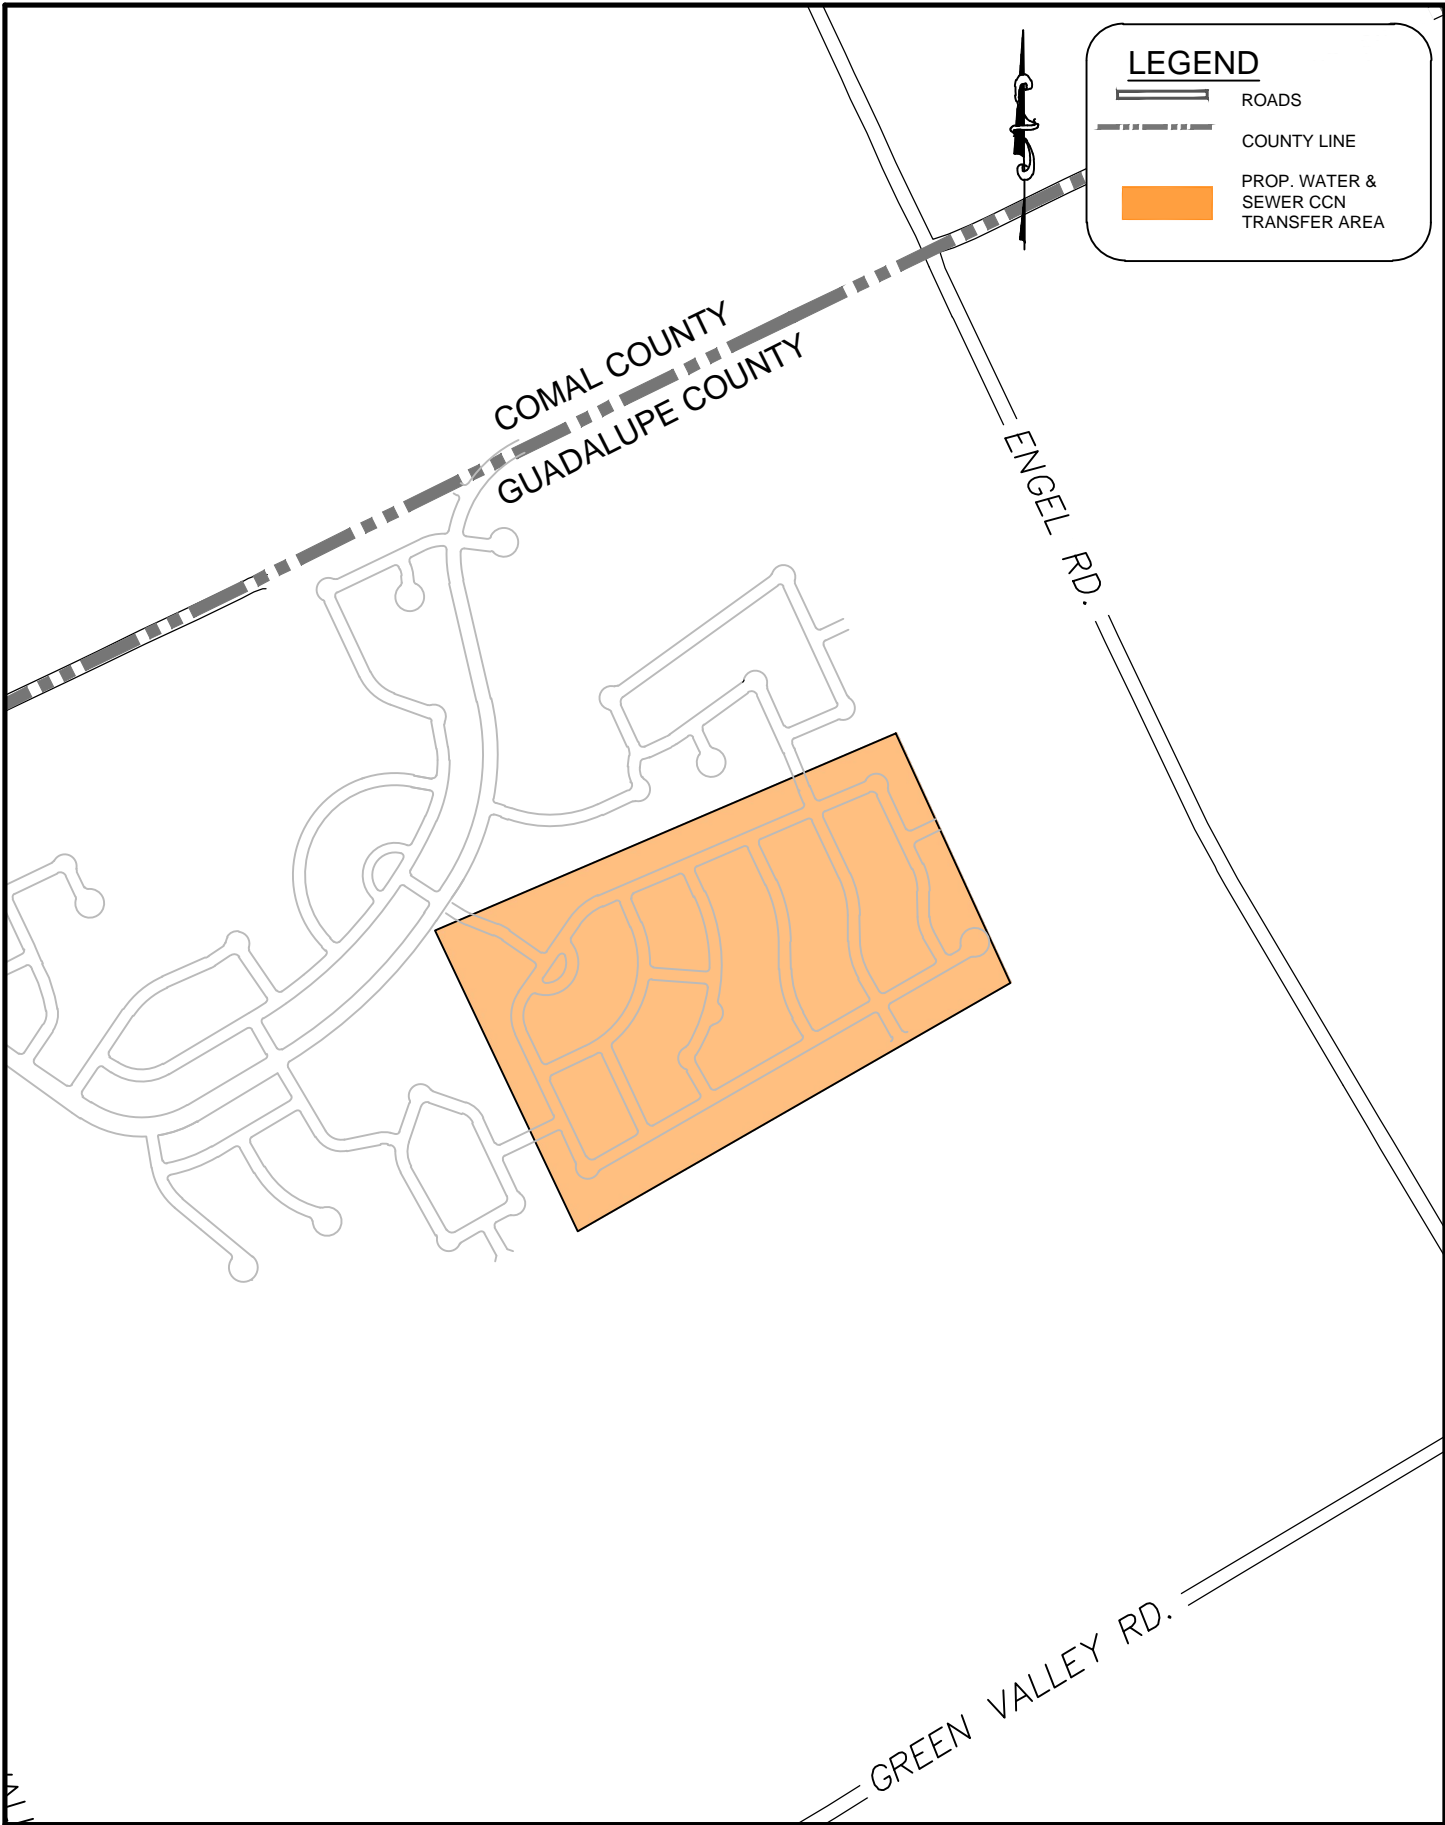 LEGEND
ROADS
COUNTY LINE
PROP. WATER &
SEWER CCN
TRANSFER AREA
COMAL COUNTY
GUADALUPE COUNTY
ENGEL RD.
GREEN VALLEY RD.